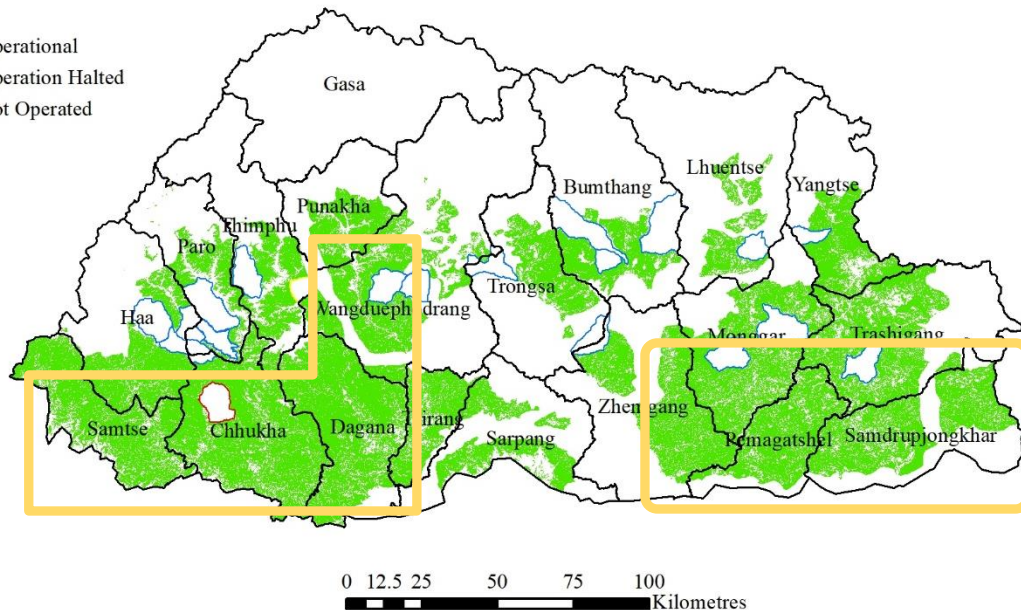 perational
peration Halted
ot Operated
Gasa
Lhuentse
Bumthang
Yangtse
Punakha
Thimphu
Paro
Trongsa
Wangduephodrang
Haa
Monggar
Trashigang
Zhemgang
Samtse
Chhukha
Dagana
irang
Sarpang
Pemagatshel
Samdrupjongkhar
0 12.5 25 50 75 100
Kilometres